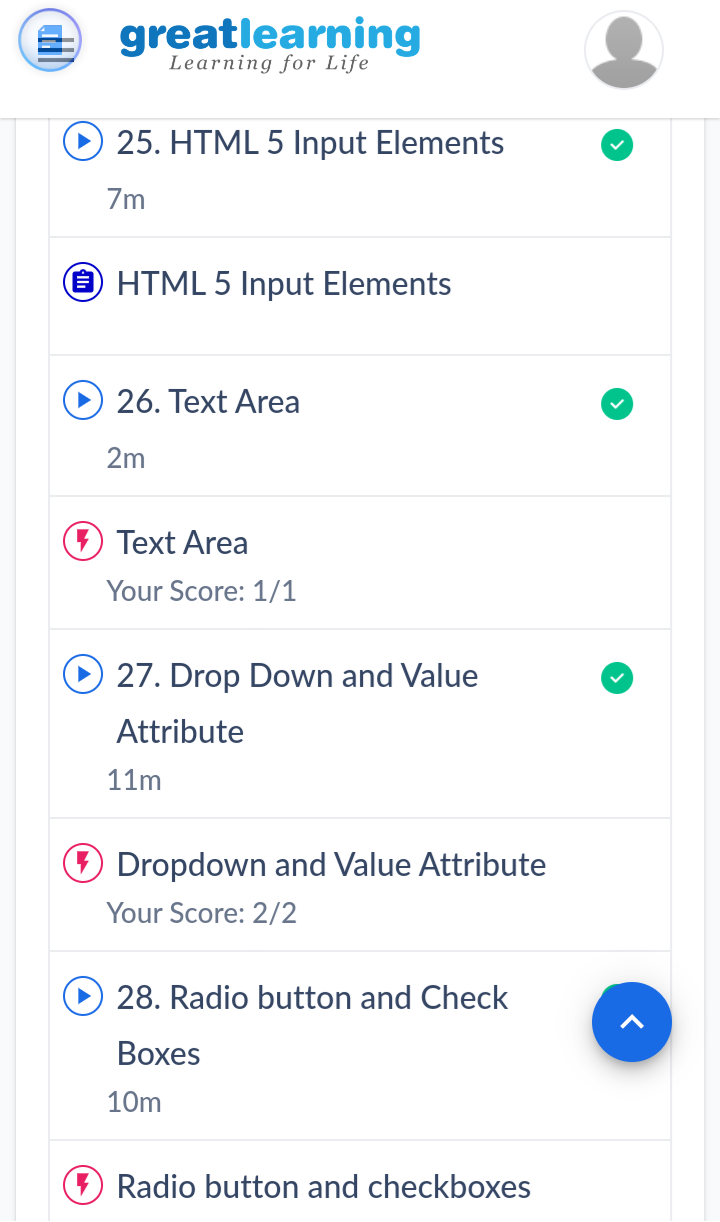 greatlearning
Learning for Life
25. HTML 5 Input Elements
7m
HTML 5 Input Elements
26. Text Area
2m
Text Area
Your Score: 1/1
27. Drop Down and Value
Attribute
11m
Dropdown and Value Attribute
Your Score: 2/2
28. Radio button and Check
Boxes
10m
Radio button and checkboxes